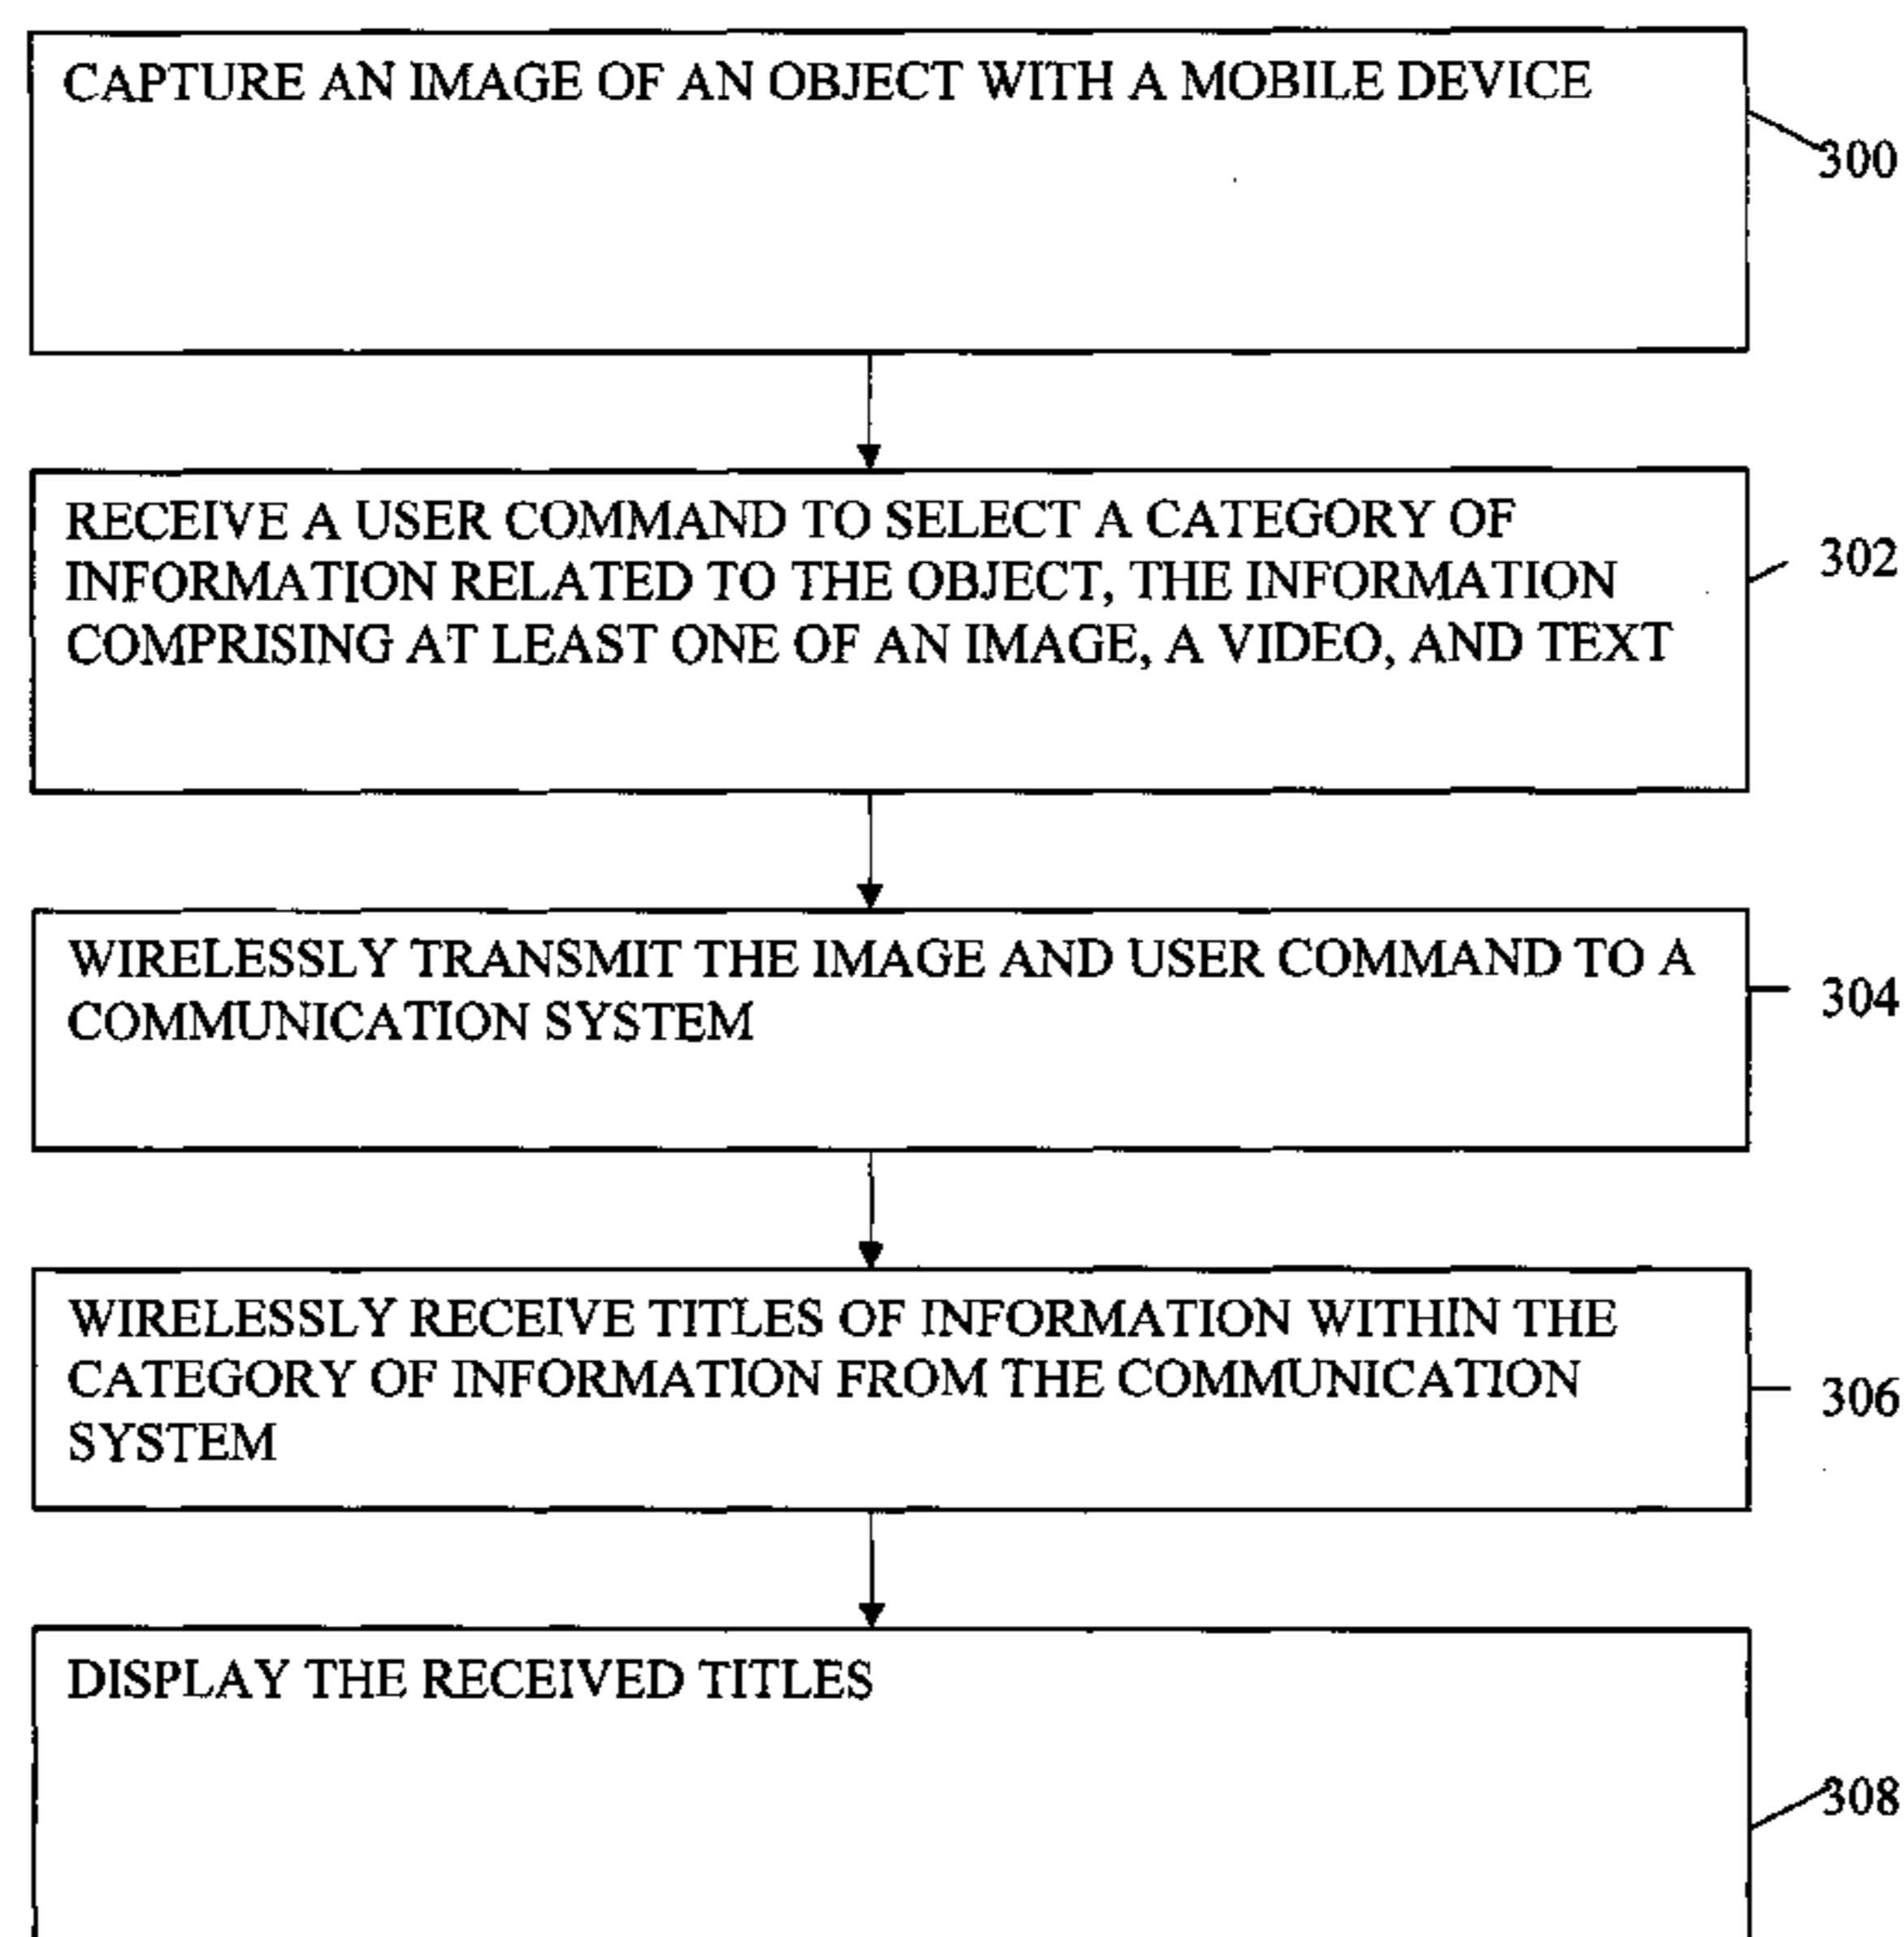 CAPTURE AN IMAGE OF AN OBJECT WITH A MOBILE DEVICE
300
RECEIVE A USER COMMAND TO SELECT A CATEGORY OF
INFORMATION RELATED TO THE OBJECT, THE INFORMATION
COMPRISING AT LEAST ONE OF AN IMAGE, A VIDEO, AND TEXT
302
WIRELESSLY TRANSMIT THE IMAGE AND USER COMMAND TO A
COMMUNICATION SYSTEM
304
WIRELESSLY RECEIVE TITLES OF INFORMATION WITHIN THE
CATEGORY OF INFORMATION FROM THE COMMUNICATION
SYSTEM
306
DISPLAY THE RECEIVED TITLES
308